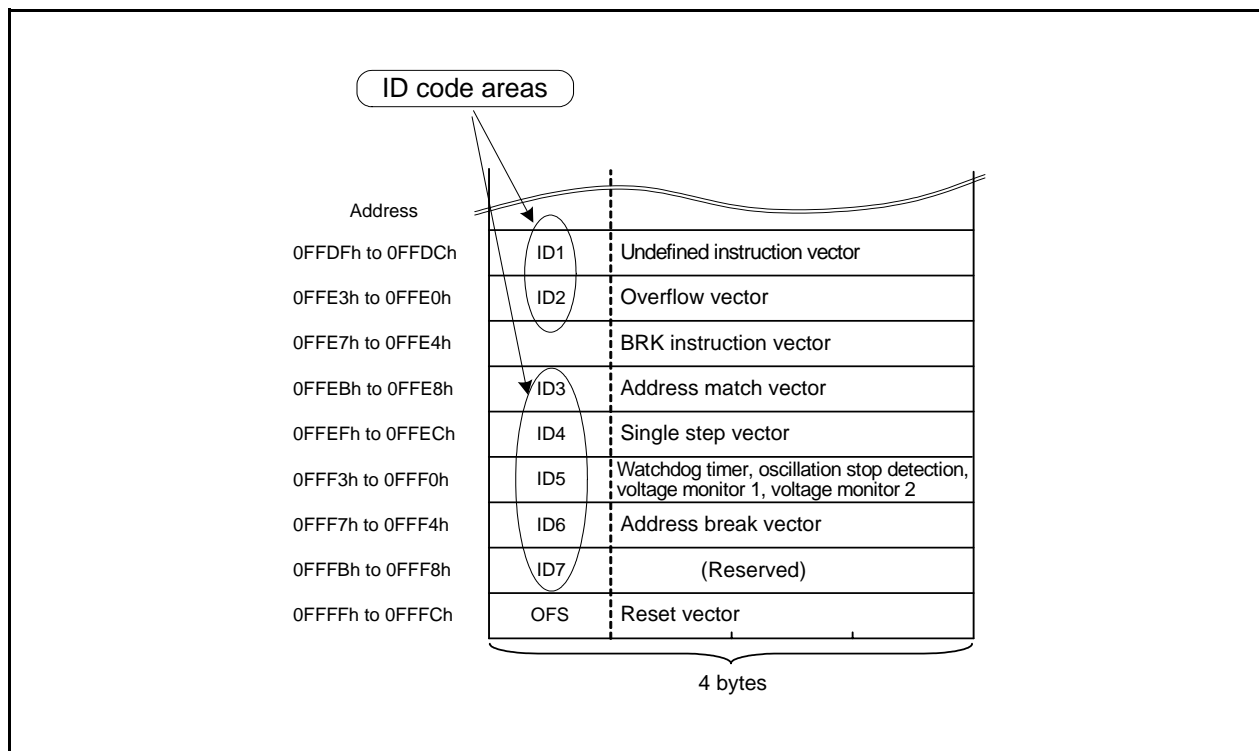 ID code areas
Address
0FFDFh to 0FFDCh ID1 Undefined instruction vector
0FFE3h to 0FFE0h ID2 Overflow vector
0FFE7h to 0FFE4h BRK instruction vector
0FFEBh to 0FFE8h ID3 Address match vector
0FFEFh to 0FFECh ID4 Single step vector
0FFF3h to 0FFF0h ID5 Watchdog timer, oscillation stop detection,
voltage monitor 1, voltage monitor 2
0FFF7h to 0FFF4h ID6 Address break vector
0FFFBh to 0FFF8h ID7 (Reserved)
0FFFFh to 0FFFCh OFS Reset vector
4 bytes